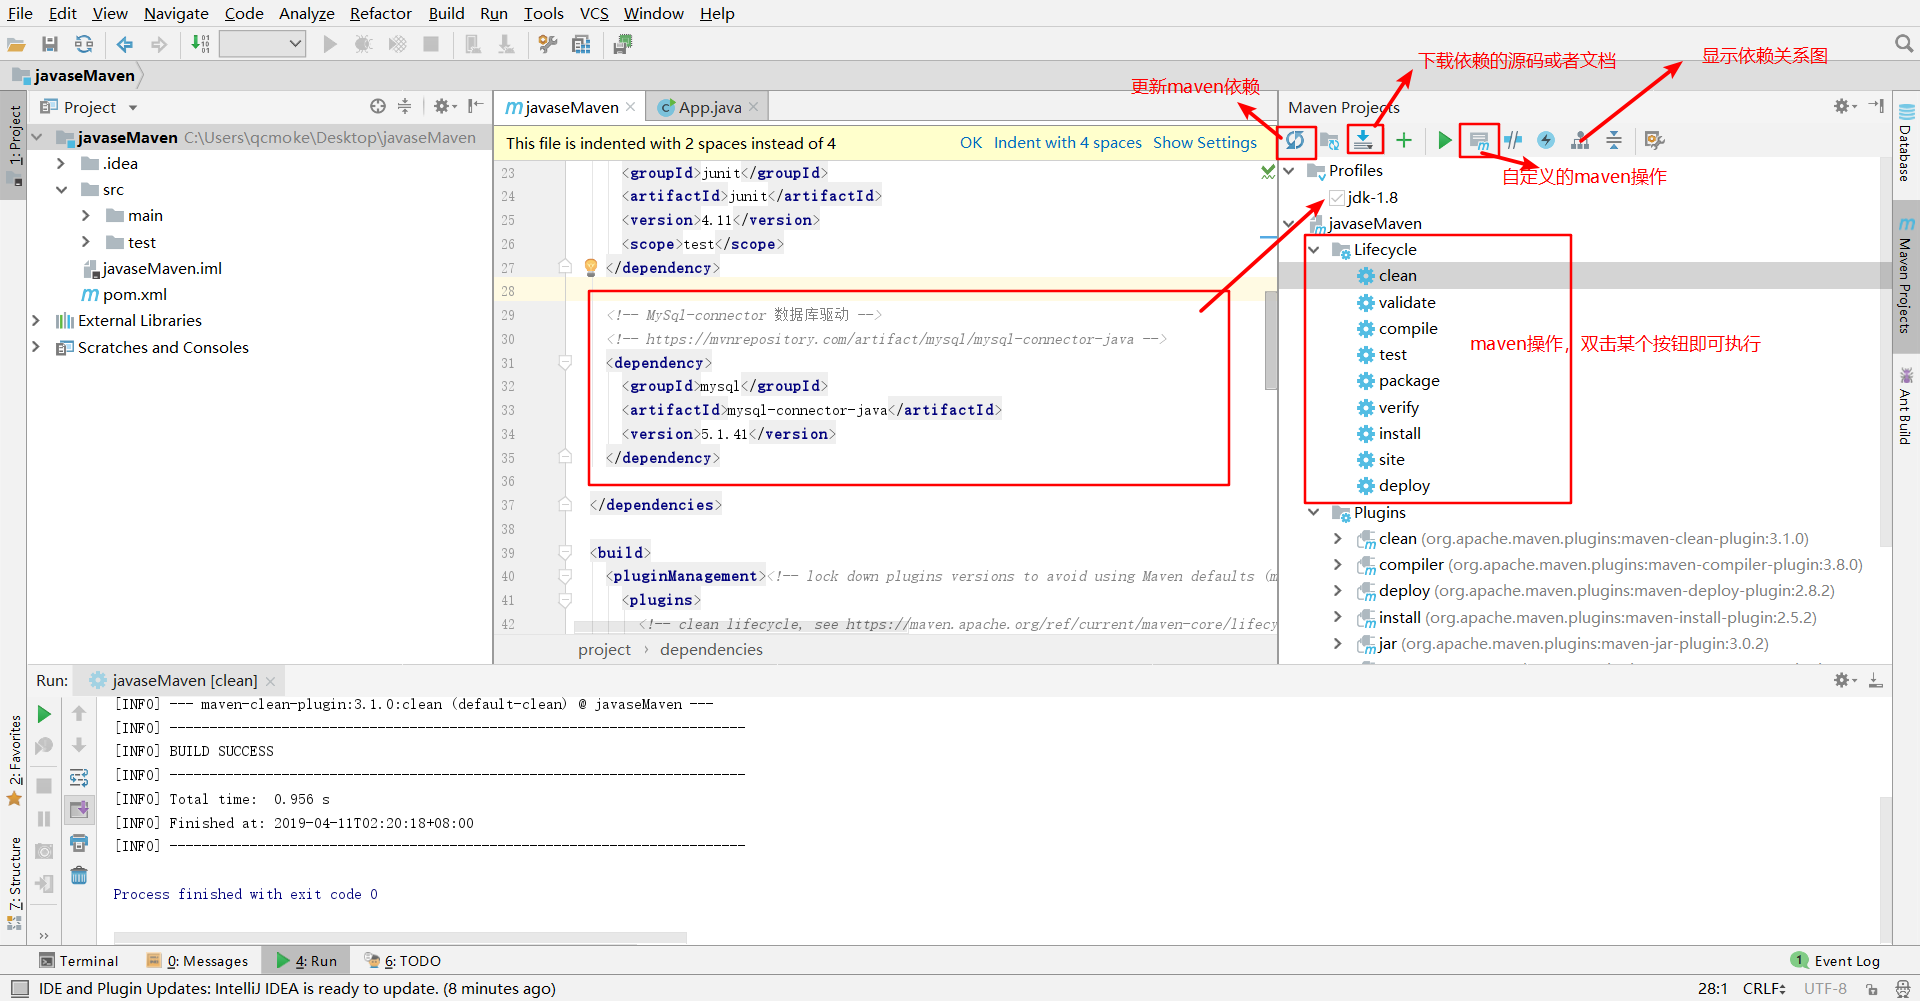 File Edit View Navigate Code Analyze Refactor Build Run Tools VCS Window Help
javaseMaven
下载依赖的源码或者文档
显示依赖关系图
更新maven依赖
1: Project
Project
javaseMaven C:\Users\qcmoke\Desktop\javaseMaven
.idea
src
main
test
javaseMaven.iml
pom.xml
External Libraries
Scratches and Consoles
javaseMaven
App.java
This file is indented with 2 spaces instead of 4 OK Indent with 4 spaces Show Settings
23 <groupId>junit</groupId>
24 <artifactId>junit</artifactId>
25 <version>4.11</version>
26 <scope>test</scope>
27 </dependency>
28
29 <!-- MySql-connector 数据库驱动 -->
30 <!-- https://mvnrepository.com/artifact/mysql/mysql-connector-java -->
31 <dependency>
32 <groupId>mysql</groupId>
33 <artifactId>mysql-connector-java</artifactId>
34 <version>5.1.41</version>
35 </dependency>
36
37 </dependencies>
38
39 <build>
40 <pluginManagement><!-- lock down plugins versions to avoid using Maven defaults (m
41 <plugins>
42 <!-- clean lifecycle, see https://maven.apache.org/ref/current/maven-core/lifecy
project › dependencies
Maven Projects
自定义的maven操作
Profiles
jdk-1.8
javaseMaven
Lifecycle
clean
validate
compile
test
package
verify
install
site
deploy
maven操作，双击某个按钮即可执行
Plugins
clean (org.apache.maven.plugins:maven-clean-plugin:3.1.0)
compiler (org.apache.maven.plugins:maven-compiler-plugin:3.8.0)
deploy (org.apache.maven.plugins:maven-deploy-plugin:2.8.2)
install (org.apache.maven.plugins:maven-install-plugin:2.5.2)
jar (org.apache.maven.plugins:maven-jar-plugin:3.0.2)
Database
Maven Projects
Ant Build
Run: javaseMaven [clean]
[INFO] --- maven-clean-plugin:3.1.0:clean (default-clean) @ javaseMaven ---
[INFO] ------------------------------------------------------------------------
[INFO] BUILD SUCCESS
[INFO] ------------------------------------------------------------------------
[INFO] Total time: 0.956 s
[INFO] Finished at: 2019-04-11T02:20:18+08:00
[INFO] ------------------------------------------------------------------------
Process finished with exit code 0
2: Favorites
7: Structure
Terminal 0: Messages 4: Run 6: TODO
1 Event Log
IDE and Plugin Updates: IntelliJ IDEA is ready to update. (8 minutes ago)
28:1 CRLF UTF-8